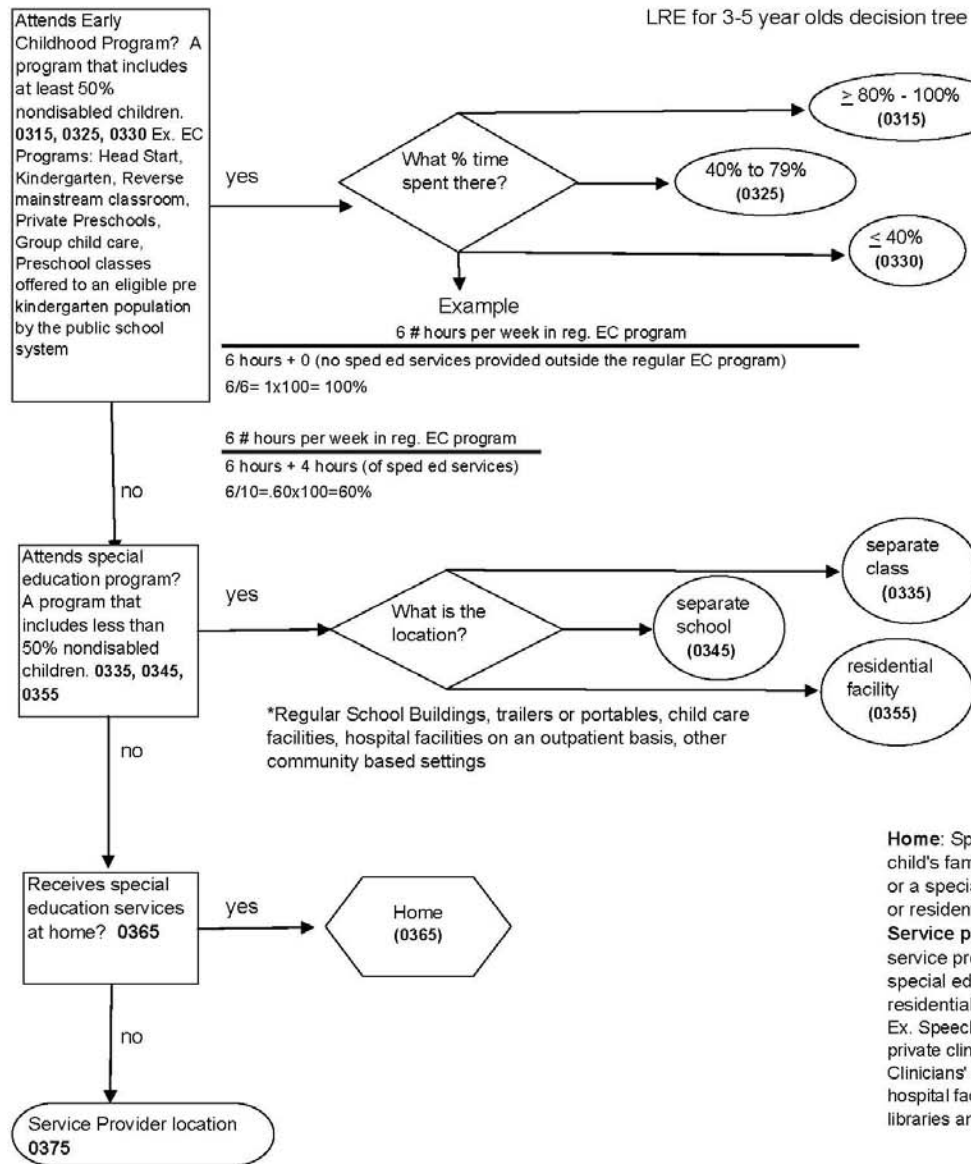 LRE for 3-5 year olds decision tree
Attends Early
Childhood Program? A
program that includes
at least 50%
nondisabled children.
0315, 0325, 0330 Ex. EC
Programs: Head Start,
Kindergarten, Reverse
mainstream classroom,
Private Preschools,
Group child care,
Preschool classes
offered to an eligible pre
kindergarten population
by the public school
system
yes
What % time
spent there?
≥ 80% - 100%
(0315)
40% to 79%
(0325)
≤ 40%
(0330)
Example
6 # hours per week in reg. EC program
6 hours + 0 (no sped ed services provided outside the regular EC program)
6/6= 1x100= 100%
6 # hours per week in reg. EC program
6 hours + 4 hours (of sped ed services)
6/10=.60x100=60%
no
Attends special
education program?
A program that
includes less than
50% nondisabled
children. 0335, 0345,
0355
yes
What is the
location?
separate
class
(0335)
separate
school
(0345)
residential
facility
(0355)
*Regular School Buildings, trailers or portables, child care
facilities, hospital facilities on an outpatient basis, other
community based settings
no
Receives special
education services
at home? 0365
yes
Home
(0365)
no
Service Provider location
0375
Home: Sp
child's fam
or a specia
or resident
Service p
service pro
special ed
residential
Ex. Speech
private clin
Clinicians'
hospital fac
libraries an